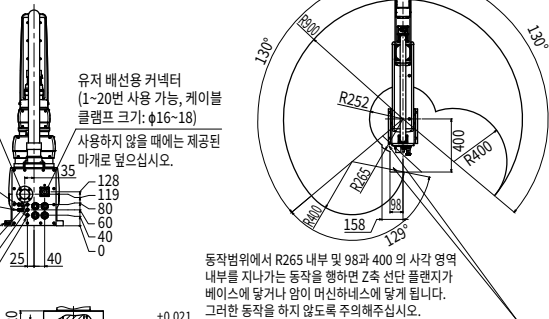 유저 배선용 커넥터
(1~20번 사용 가능, 케이블
클램프 크기: ϕ16~18)
사용하지 않을 때에는 제공된
마개로 덮으십시오.
35
128
119
80
60
40
0
25
40
R900
130˚
130˚
R252
400
R400
R265
R400
98
158
129˚
동작범위에서 R265 내부 및 98과 400 의 사각 영역
내부를 지나가는 동작을 행하면 Z축 선단 플랜지가
베이스에 닿거나 암이 머신하네스에 닿게 됩니다.
그러한 동작을 하지 않도록 주의해주십시오.
+0.021